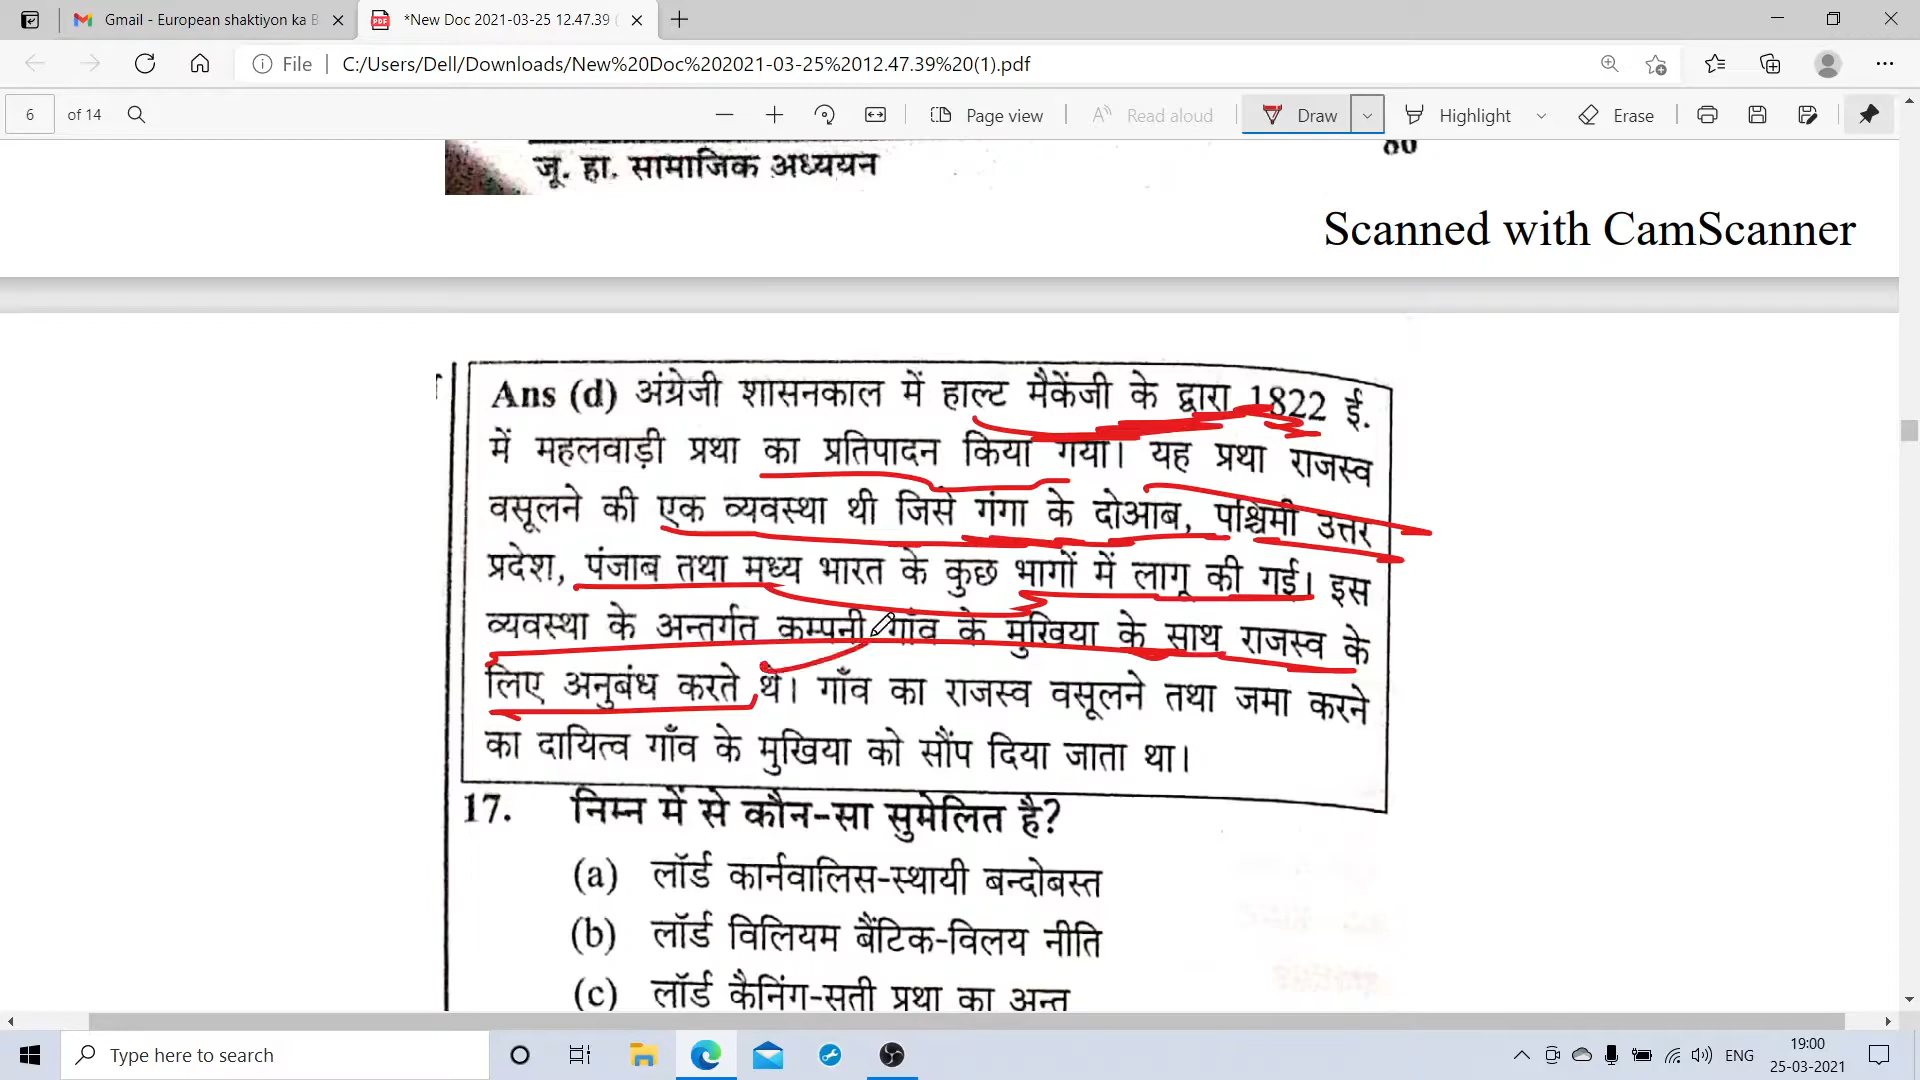 Gmail - European shaktiyon ka B
*New Doc 2021-03-25 12.47.39 (
File
C:/Users/Dell/Downloads/New%20Doc%202021-03-25%2012.47.39%20(1).pdf
6 of 14
Page view
Read aloud
Draw
Highlight
Erase
जू. हा. सामाजिक अध्ययन
80
Scanned with CamScanner
Ans (d) अंग्रेजी शासनकाल में हाल्ट मैकेंजी के द्वारा 1822 ई.
में महलवाड़ी प्रथा का प्रतिपादन किया गया। यह प्रथा राजस्व
वसूलने की एक व्यवस्था थी जिसे गंगा के दोआब, पश्चिमी उत्तर
प्रदेश, पंजाब तथा मध्य भारत के कुछ भागों में लागू की गई। इस
व्यवस्था के अन्तर्गत कम्पनी गाँव के मुखिया के साथ राजस्व के
लिए अनुबंध करते थे। गाँव का राजस्व वसूलने तथा जमा करने
का दायित्व गाँव के मुखिया को सौंप दिया जाता था।
17. निम्न में से कौन-सा सुमेलित है?
(a) लॉर्ड कार्नवालिस-स्थायी बन्दोबस्त
(b) लॉर्ड विलियम बैंटिक-विलय नीति
(c) लॉर्ड कैनिंग-सती प्रथा का अन्त
Type here to search
ENG
19:00
25-03-2021